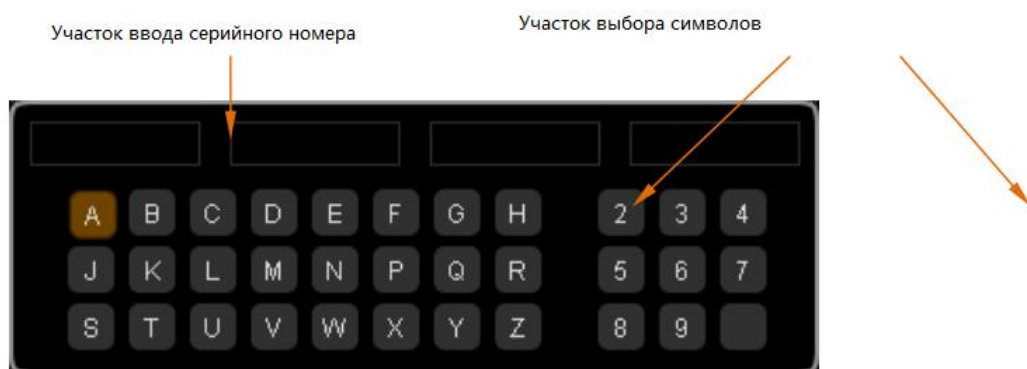 Участок ввода серийного номера
Участок выбора символов
A B C D E F G H 2 3 4
J K L M N P Q R 5 6 7
S T U V W X Y Z 8 9